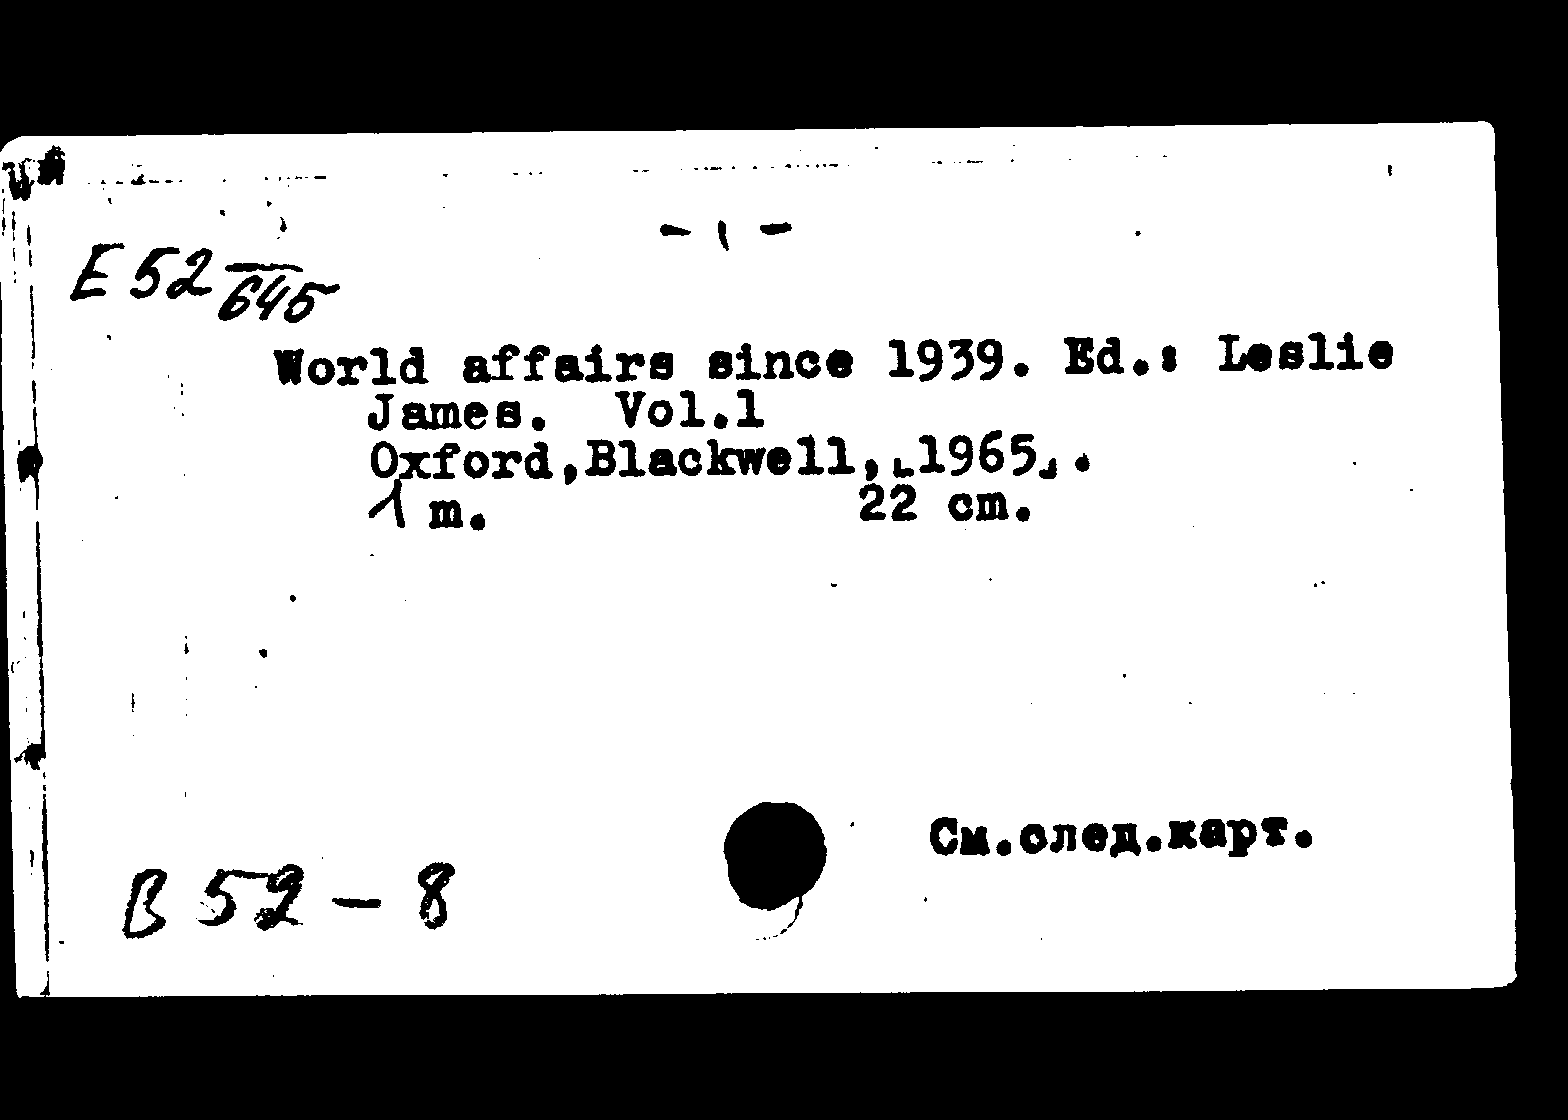 - 1 -
E 52/645
World affairs since 1939. Ed.: Leslie
James. Vol.1
Oxford,Blackwell,[1965].
1 m. 22 cm.
См.след.карт.
B 52 - 8